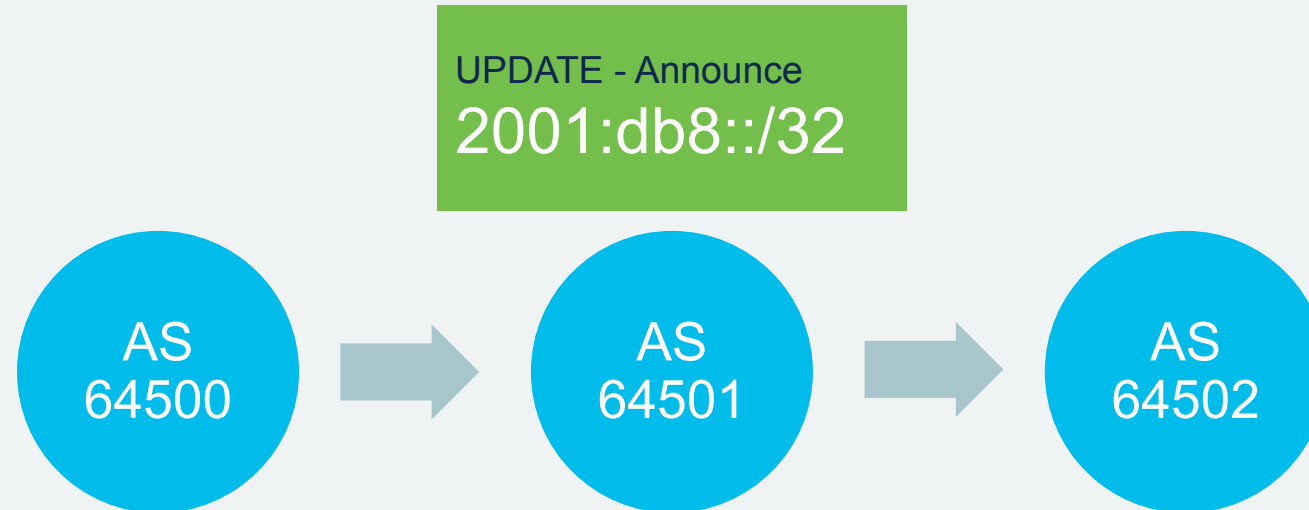 UPDATE - Announce
2001:db8::/32
AS
64500
AS
64501
AS
64502